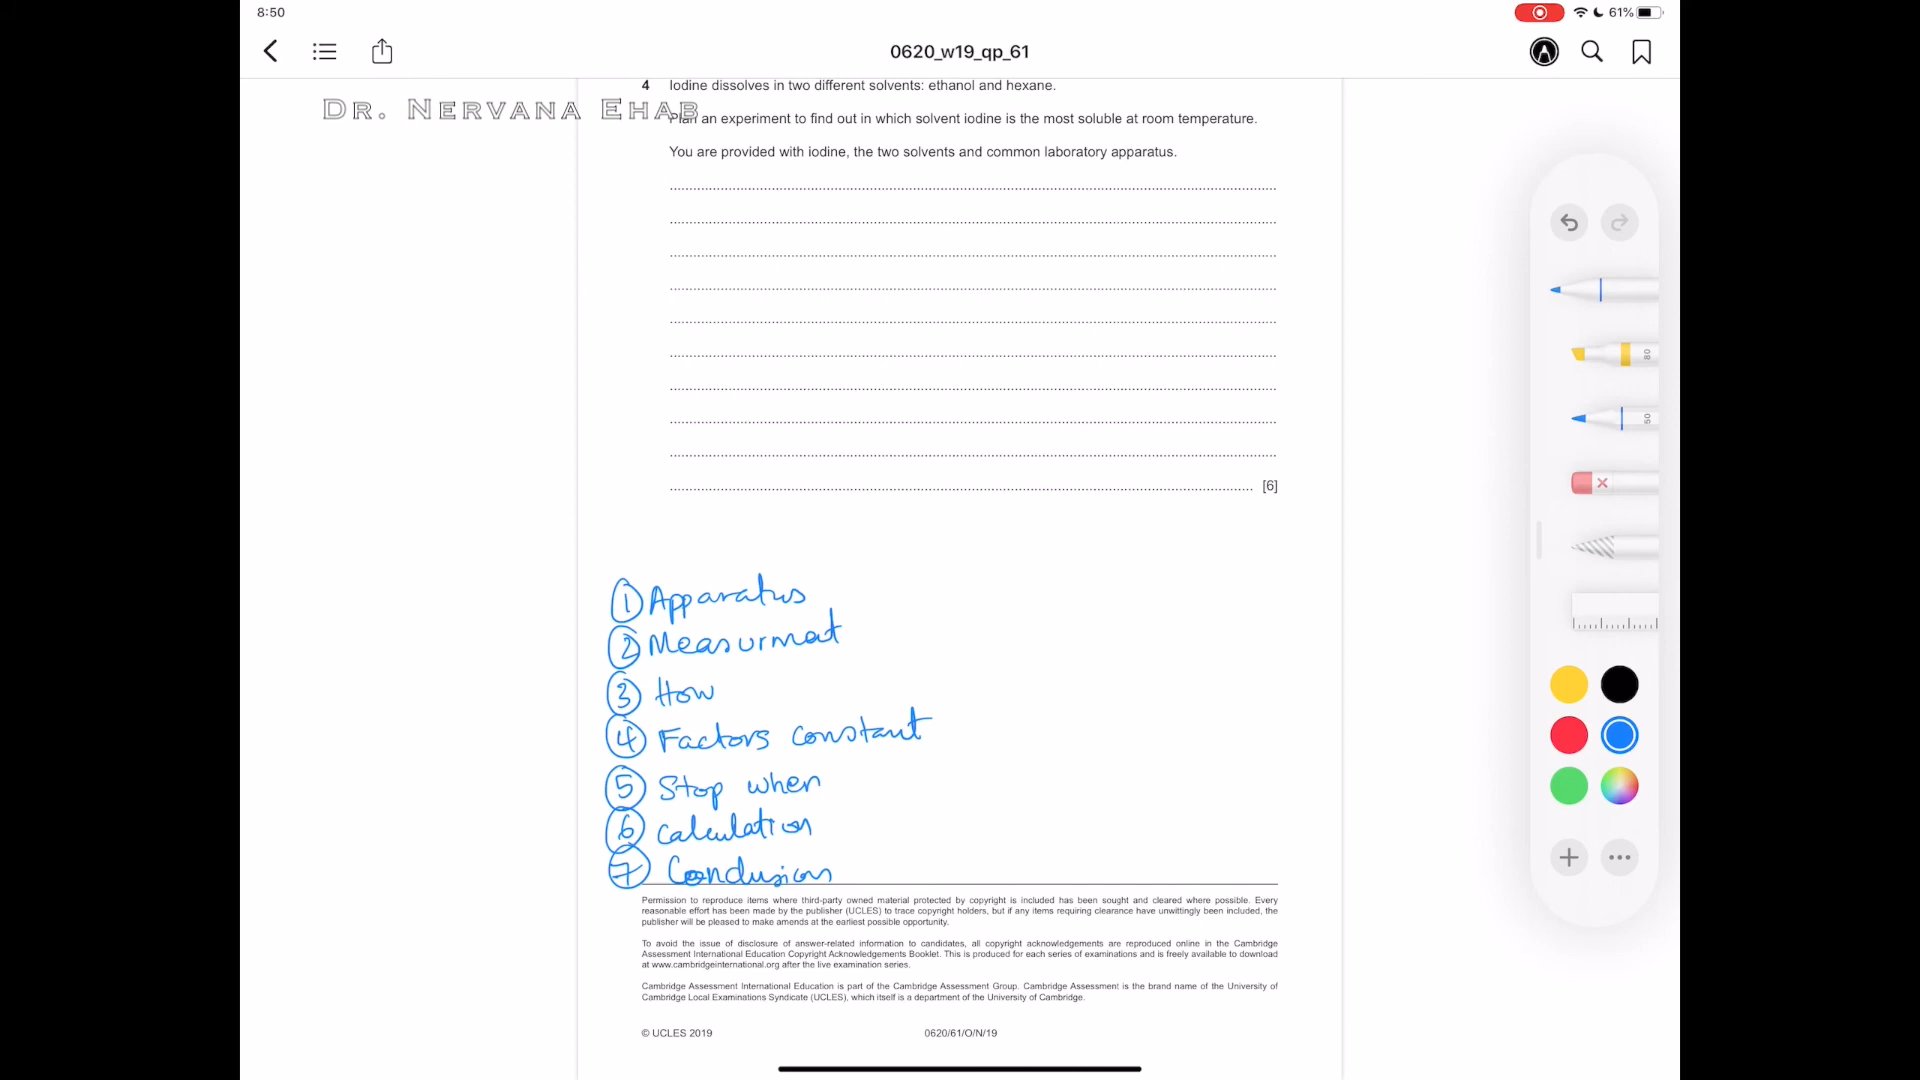 8:50
61%
0620_w19_qp_61
4 Iodine dissolves in two different solvents: ethanol and hexane.
DR. NERVANA EHAB
Plan an experiment to find out in which solvent iodine is the most soluble at room temperature.
You are provided with iodine, the two solvents and common laboratory apparatus.
[6]
80
50
① Apparatus
② Measurmeat
③ How
④ Factors constant
⑤ Stop when
⑥ Calculation
⑦ Conclusion
Permission to reproduce items where third-party owned material protected by copyright is included has been sought and cleared where possible. Every
reasonable effort has been made by the publisher (UCLES) to trace copyright holders, but if any items requiring clearance have unwittingly been included, the
publisher will be pleased to make amends at the earliest possible opportunity.
To avoid the issue of disclosure of answer-related information to candidates, all copyright acknowledgements are reproduced online in the Cambridge
Assessment International Education Copyright Acknowledgements Booklet. This is produced for each series of examinations and is freely available to download
at www.cambridgeinternational.org after the live examination series.
Cambridge Assessment International Education is part of the Cambridge Assessment Group. Cambridge Assessment is the brand name of the University of
Cambridge Local Examinations Syndicate (UCLES), which itself is a department of the University of Cambridge.
© UCLES 2019 0620/61/O/N/19